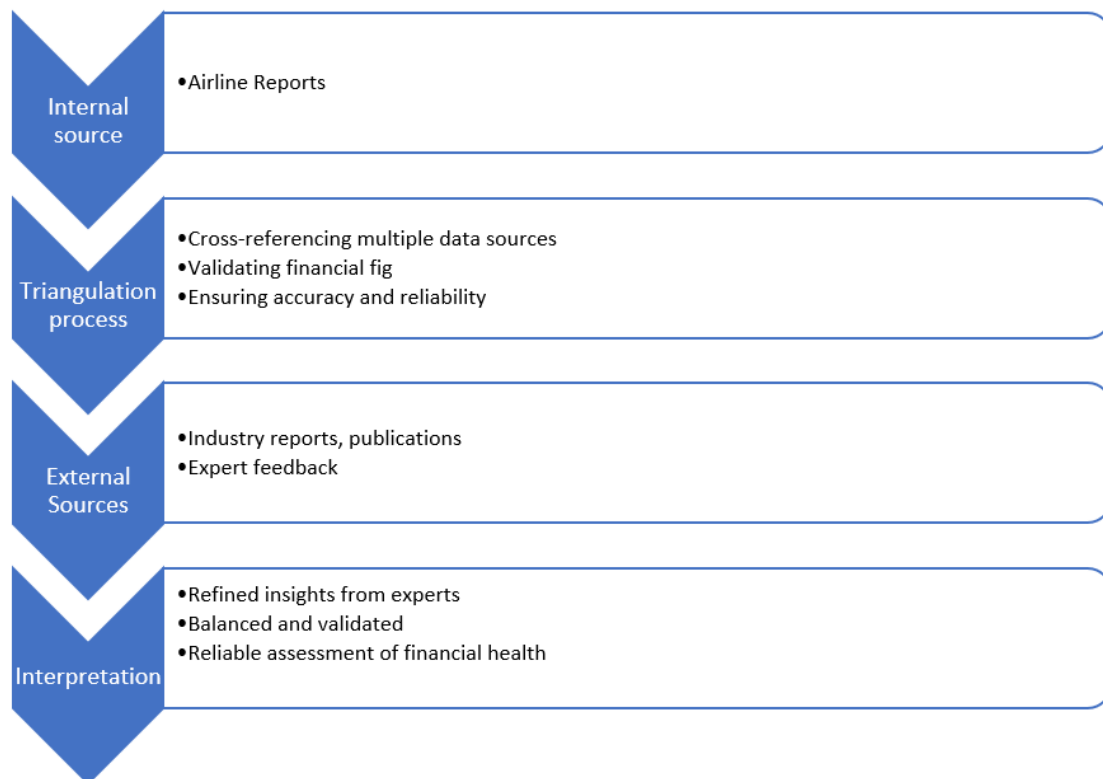 Internal
source
•Airline Reports
Triangulation
process
•Cross-referencing multiple data sources
•Validating financial fig
•Ensuring accuracy and reliability
External
Sources
•Industry reports, publications
•Expert feedback
Interpretation
•Refined insights from experts
•Balanced and validated
•Reliable assessment of financial health